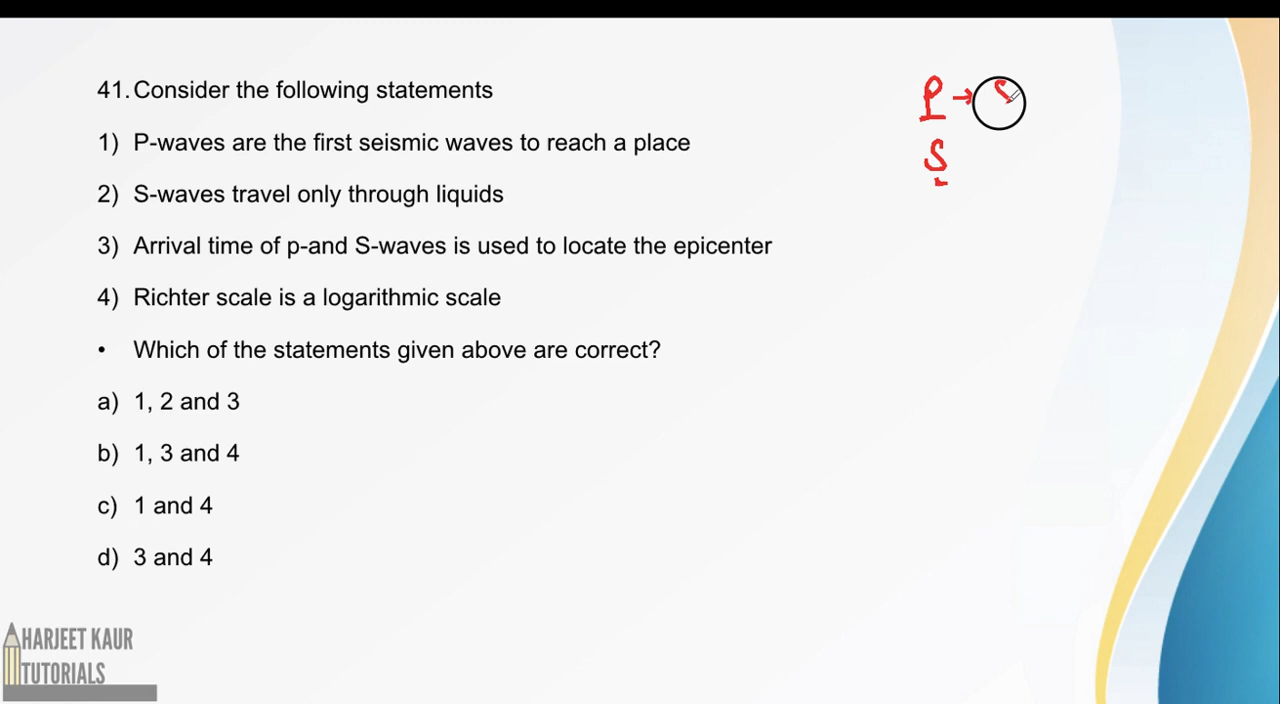 41. Consider the following statements
1) P-waves are the first seismic waves to reach a place
2) S-waves travel only through liquids
3) Arrival time of p-and S-waves is used to locate the epicenter
4) Richter scale is a logarithmic scale
• Which of the statements given above are correct?
a) 1, 2 and 3
b) 1, 3 and 4
c) 1 and 4
d) 3 and 4
P →
S
HARJEET KAUR
TUTORIALS